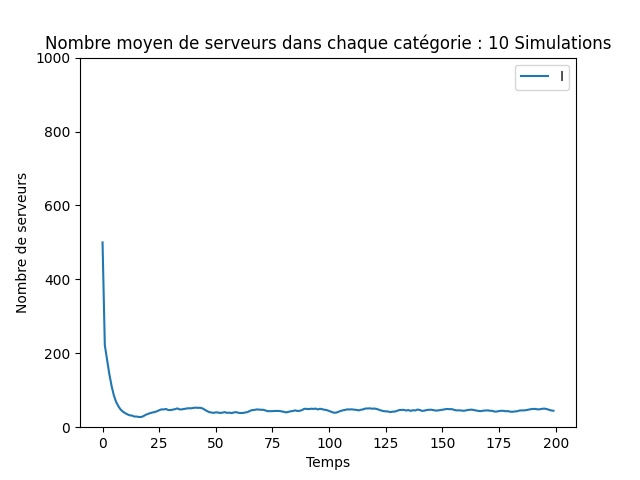 Nombre moyen de serveurs dans chaque catégorie : 10 Simulations
I
Nombre de serveurs
1000
800
600
400
200
0
0 25 50 75 100 125 150 175 200
Temps